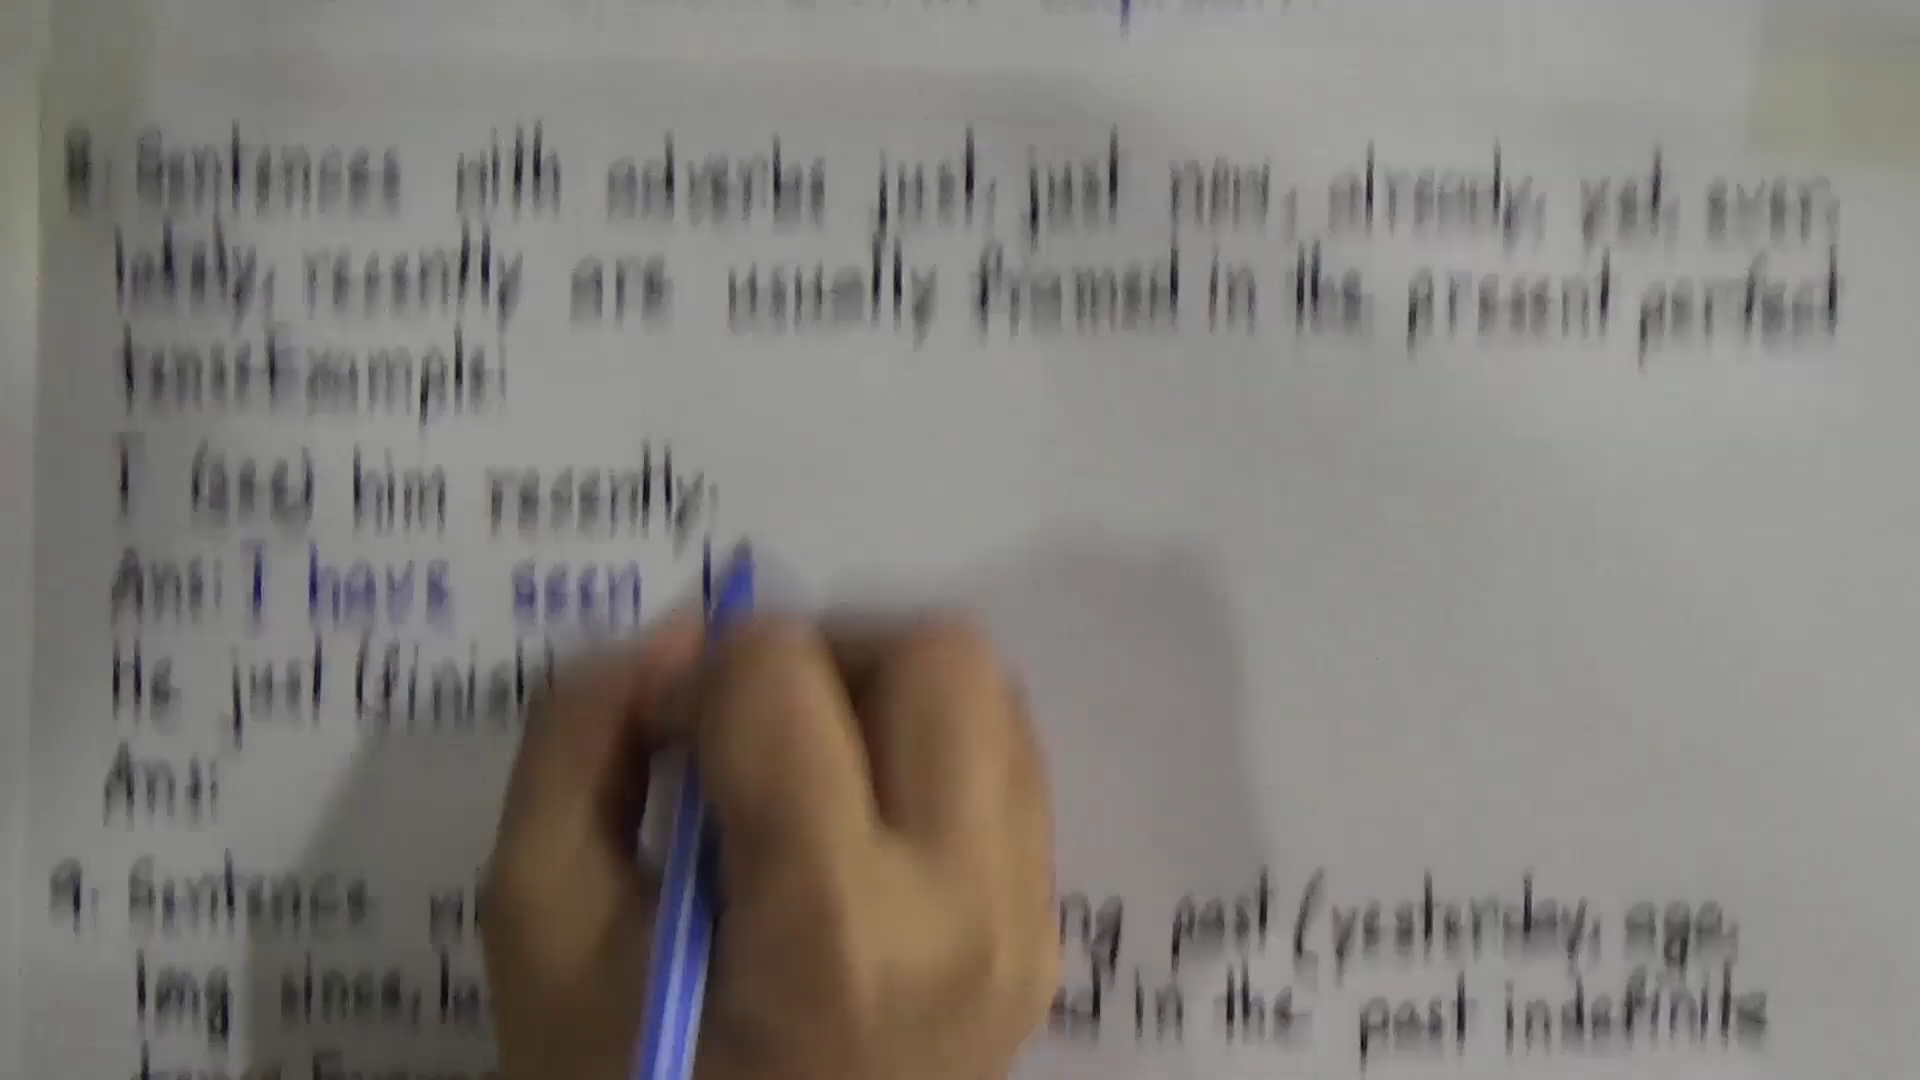 8. Sentences with adverbs just, just now, already, yet, ever,
lately, recently are usually framed in the present perfect
tense. Example:
I (see) him recently.
Ans: I have seen
He just (finish
Ans:
9. Sentence past (yesterday, ago,
long since, in the past indefinite